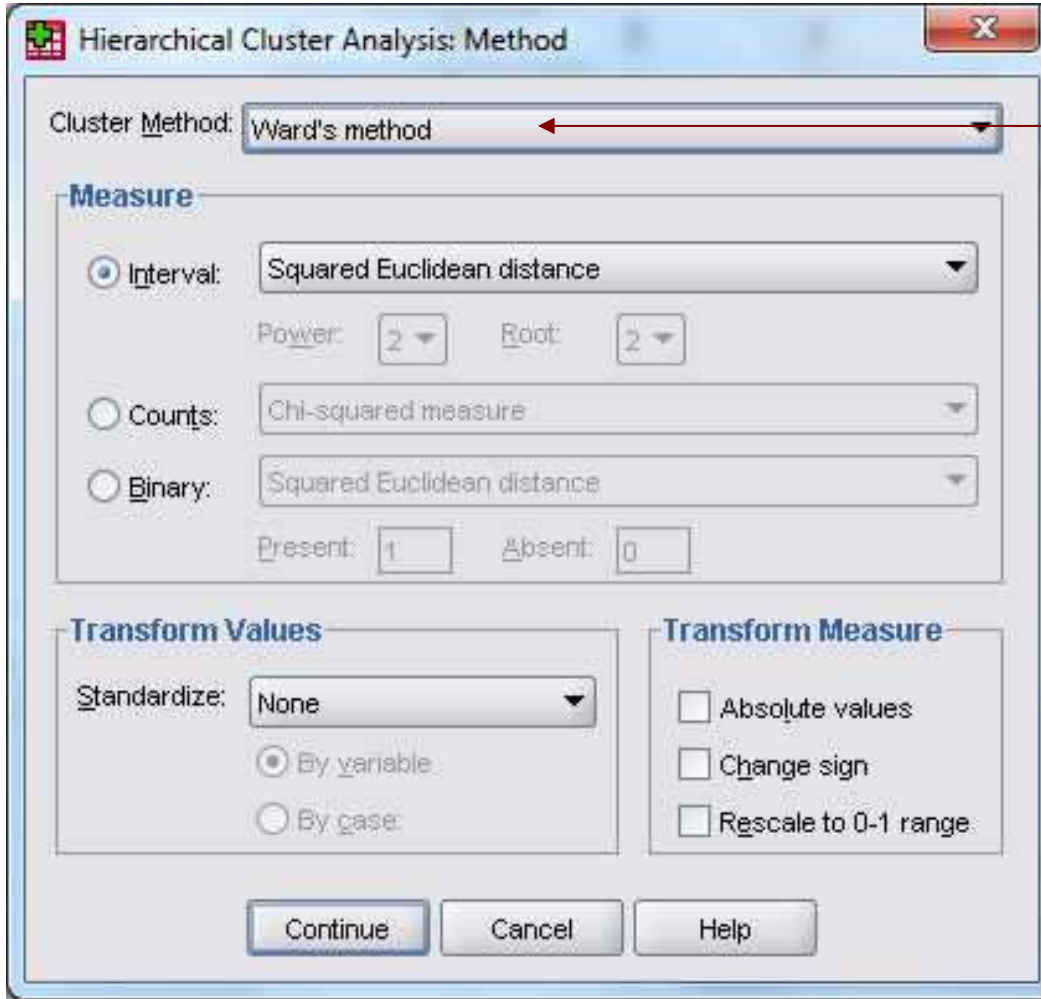 Hierarchical Cluster Analysis: Method
Cluster Method: Ward's method
Measure
Interval: Squared Euclidean distance
Power: 2 Root: 2
Counts: Chi-squared measure
Binary: Squared Euclidean distance
Present: 1 Absent: 0
Transform Values
Standardize: None
By variable
By case:
Transform Measure
Absolute values
Change sign
Rescale to 0-1 range
Continue Cancel Help